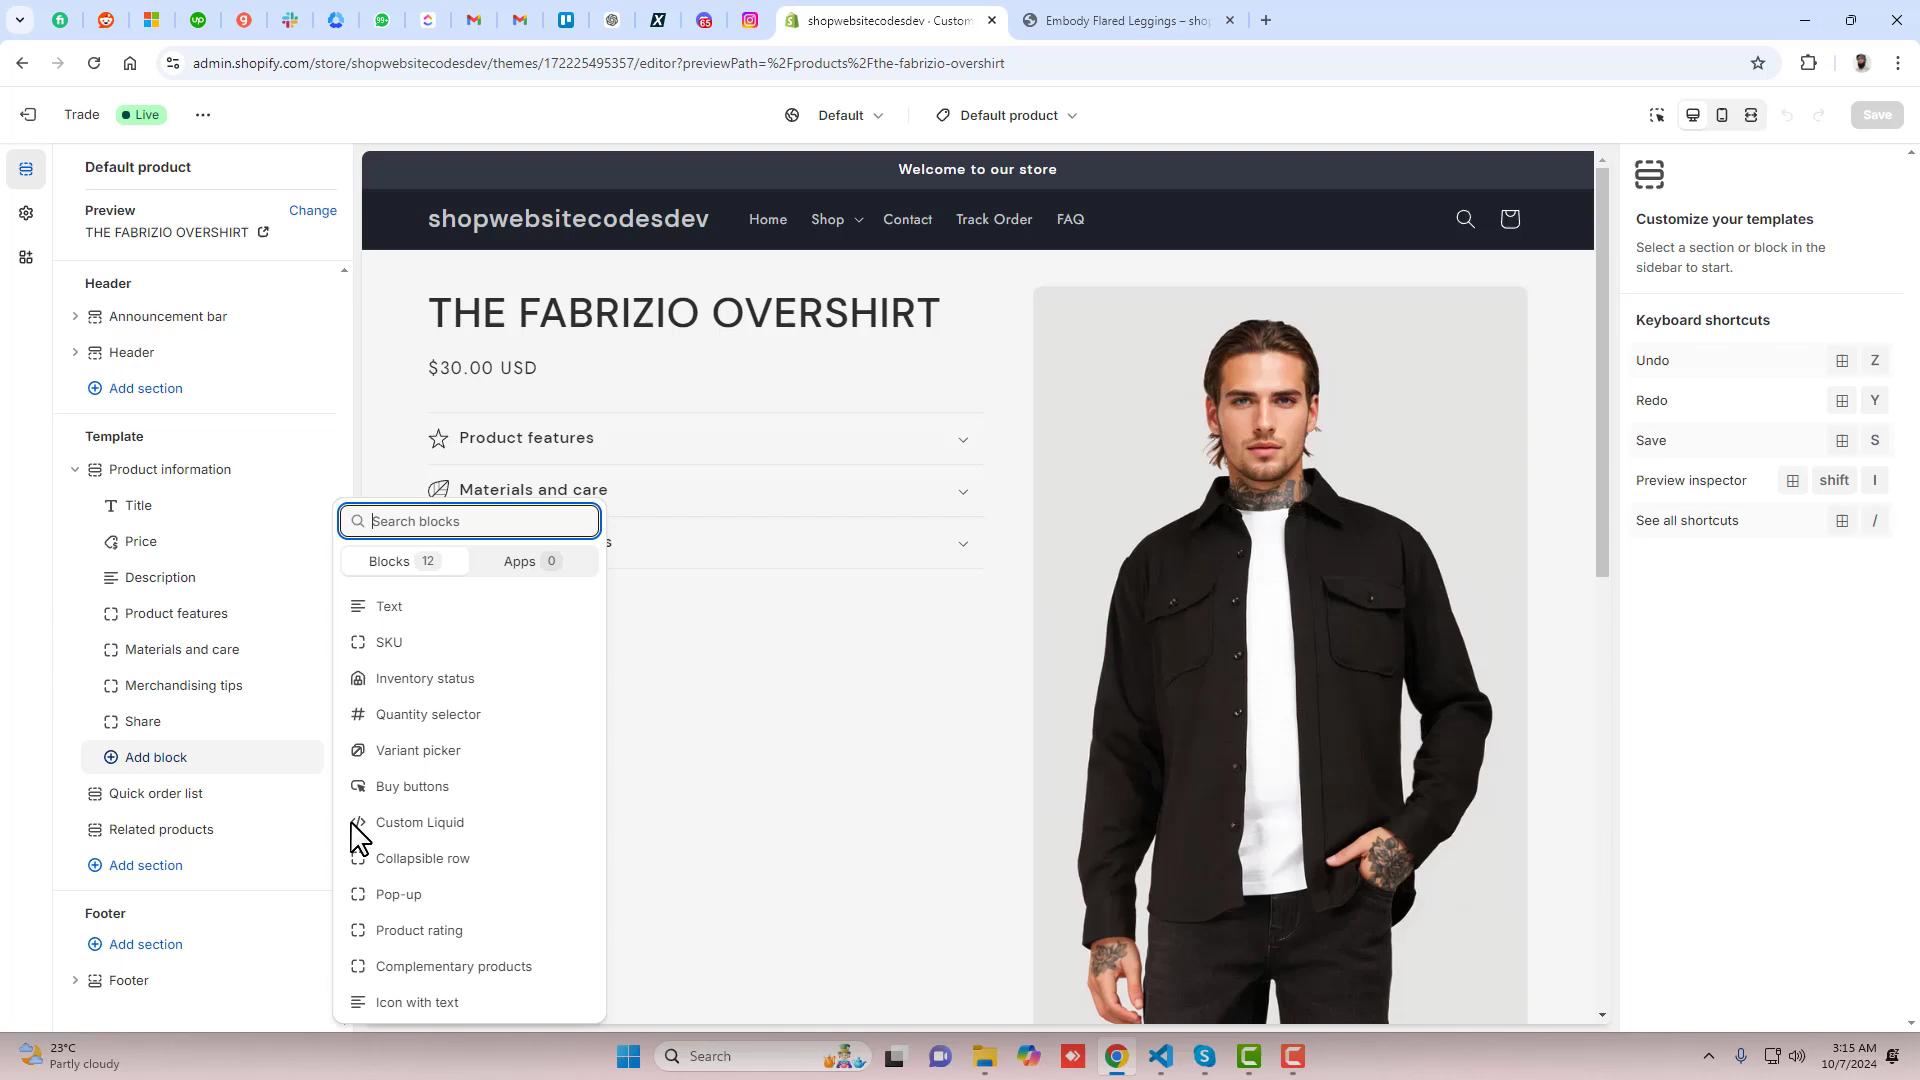 shopwebsitecodesdev - Custom
Embody Flared Leggings – shop
admin.shopify.com/store/shopwebsitecodesdev/themes/172225495357/editor?previewPath=%2Fproducts%2Fthe-fabrizio-overshirt
Trade
Live
Default
Default product
Save
Default product
Preview
Change
THE FABRIZIO OVERSHIRT
Header
Announcement bar
Header
Add section
Template
Product information
Title
Price
Description
Product features
Materials and care
Merchandising tips
Share
Add block
Quick order list
Related products
Add section
Footer
Add section
Footer
Search blocks
Blocks 12
Apps 0
Text
SKU
Inventory status
Quantity selector
Variant picker
Buy buttons
Custom Liquid
Collapsible row
Pop-up
Product rating
Complementary products
Icon with text
Welcome to our store
shopwebsitecodesdev
Home
Shop
Contact
Track Order
FAQ
THE FABRIZIO OVERSHIRT
$30.00 USD
Product features
Materials and care
s
Customize your templates
Select a section or block in the
sidebar to start.
Keyboard shortcuts
Undo
Z
Redo
Y
Save
S
Preview inspector
shift
I
See all shortcuts
/
23°C
Partly cloudy
Search
3:15 AM
10/7/2024